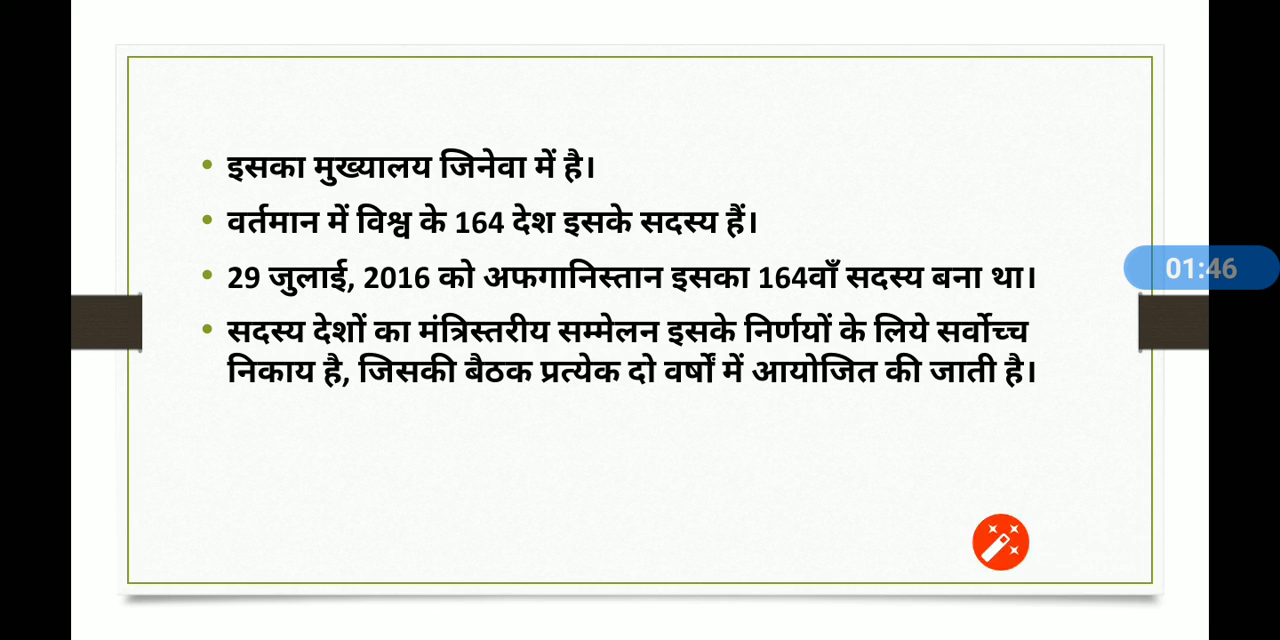 • इसका मुख्यालय जिनेवा में है।
• वर्तमान में विश्व के 164 देश इसके सदस्य हैं।
• 29 जुलाई, 2016 को अफगानिस्तान इसका 164वाँ सदस्य बना था।
• सदस्य देशों का मंत्रिस्तरीय सम्मेलन इसके निर्णयों के लिये सर्वोच्च
निकाय है, जिसकी बैठक प्रत्येक दो वर्षों में आयोजित की जाती है।
01:46